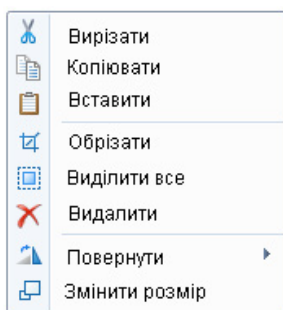 Вирізати
Копіювати
Вставити
Обрізати
Виділити все
Видалити
Повернути
Змінити розмір